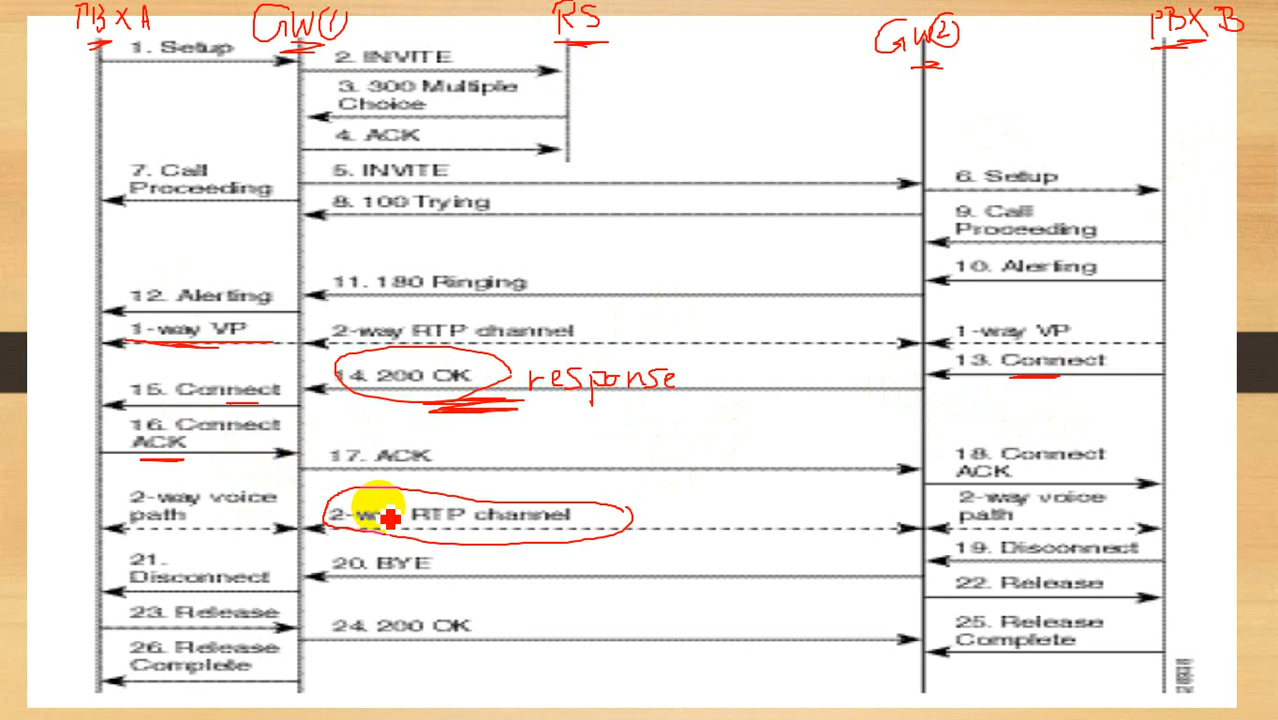 PBX A
GW(1)
RS
GW(2)
PBX B
1. Setup
2. INVITE
3. 300 Multiple
Choice
4. ACK
7. Call
Proceeding
5. INVITE
6. Setup
8. 100 Trying
9. Call
Proceeding
10. Alerting
11. 180 Ringing
12. Alerting
1-way VP
2-way RTP channel
1-way VP
13. Connect
14. 200 OK
response
15. Connect
16. Connect
ACK
17. ACK
18. Connect
ACK
2-way voice
path
2-way RTP channel
2-way voice
path
19. Disconnect
20. BYE
21.
Disconnect
22. Release
23. Release
24. 200 OK
25. Release
Complete
26. Release
Complete